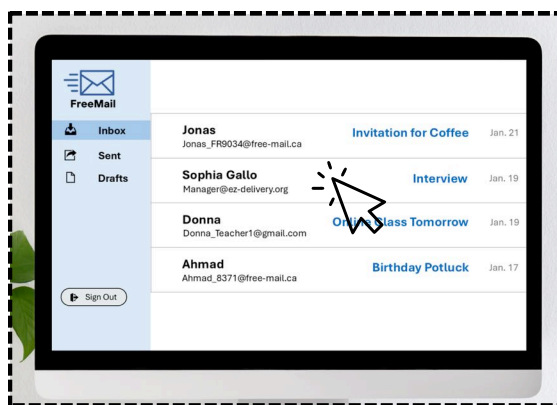 FreeMail
Inbox
Sent
Drafts
Sign Out
Jonas Invitation for Coffee Jan. 21
Jonas_FR9034@free-mail.ca
Sophia Gallo Interview Jan. 19
Manager@ez-delivery.org
Donna Online Class Tomorrow Jan. 19
Donna_Teacher1@gmail.com
Ahmad Birthday Potluck Jan. 17
Ahmad_8371@free-mail.ca